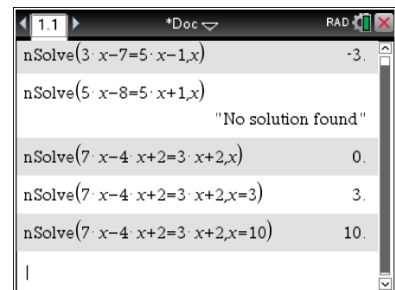 1.1 *Doc RAD
nSolve(3·x−7=5·x−1,x) -3.
nSolve(5·x−8=5·x+1,x)
"No solution found"
nSolve(7·x−4·x+2=3·x+2,x) 0.
nSolve(7·x−4·x+2=3·x+2,x=3) 3.
nSolve(7·x−4·x+2=3·x+2,x=10) 10.